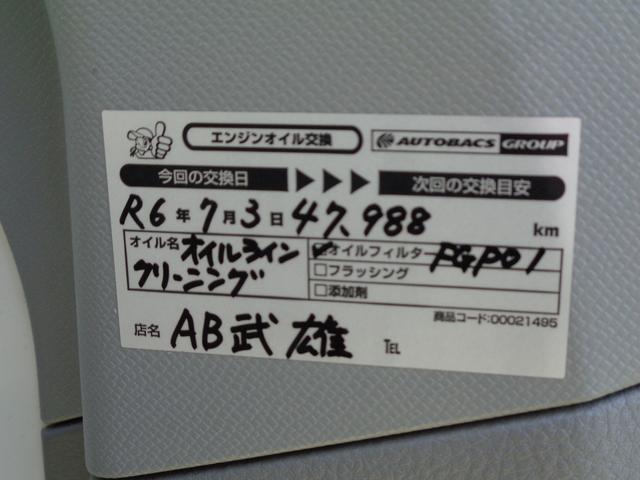 エンジンオイル交換 AUTOBACS GROUP
今回の交換日 ▶▶▶ 次回の交換目安
R6年7月3日 47,988 km
オイル名 オイルライン ☑オイルフィルター PGP01
クリーニング □フラッシング
□添加剤
商品コード:00021495
店名 AB武雄 TEL